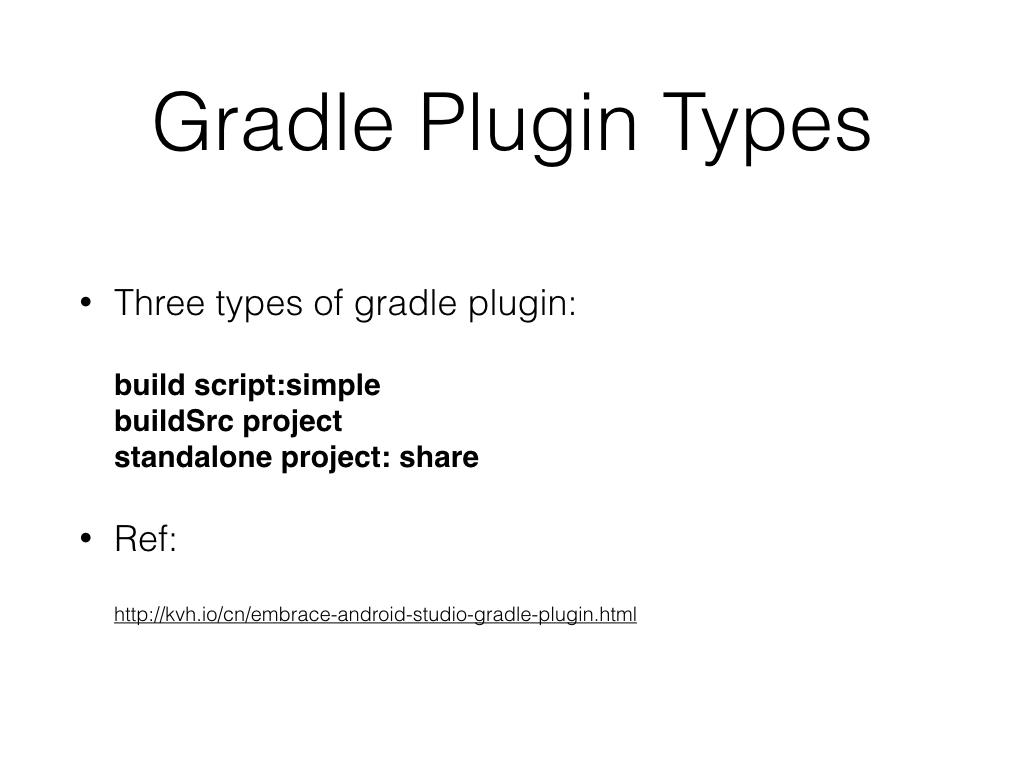 Gradle Plugin Types
• Three types of gradle plugin:
build script:simple
buildSrc project
standalone project: share
• Ref:
http://kvh.io/cn/embrace-android-studio-gradle-plugin.html